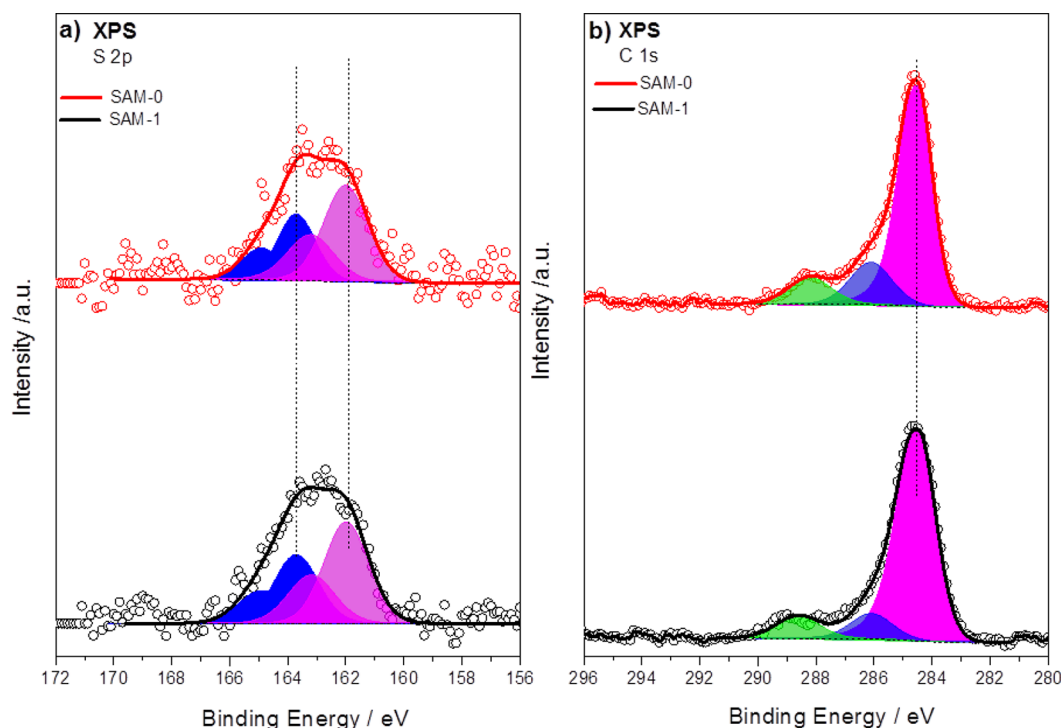 a) XPS
S 2p
SAM-0
SAM-1
Intensity /a.u.
172 170 168 166 164 162 160 158 156
Binding Energy / eV
b) XPS
C 1s
SAM-0
SAM-1
Intensity /a.u.
296 294 292 290 288 286 284 282 280
Binding Energy / eV